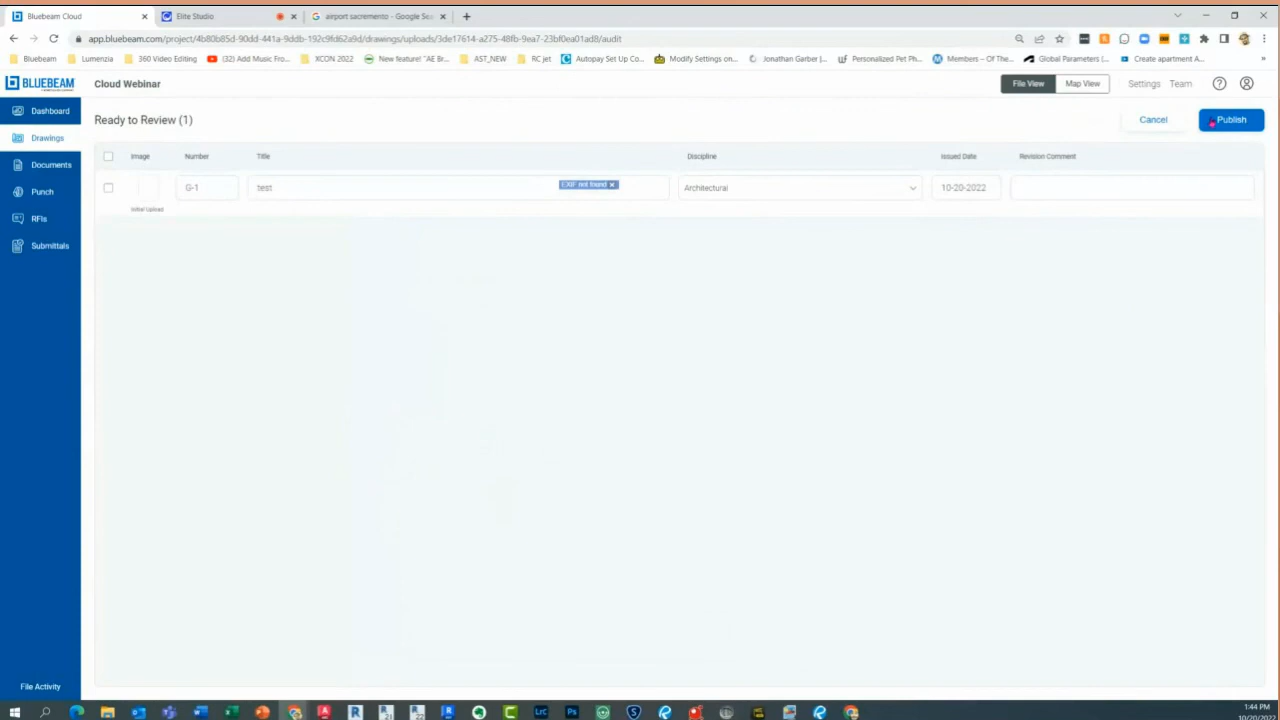 Bluebeam Cloud
Elite Studio
airport sacremento - Google Sea
app.bluebeam.com/project/4b80b85d-90dd-441a-9ddb-192c9fd62a9d/drawings/uploads/3de17614-a275-48fb-9ea7-23bf0ea01ad8/audit
Bluebeam Lumenzia 360 Video Editing (32) Add Music Fro... XCON 2022 New feature! "AE Br... AST_NEW RC jet Autopay Set Up Co... Modify Settings on... Jonathan Garber |... Personalized Pet Ph... Members – Of The... Global Parameters (... Create apartment A... »
BLUEBEAM
Cloud Webinar
File View Map View Settings Team
Dashboard
Drawings
Documents
Punch
RFIs
Submittals
File Activity
Ready to Review (1)
Cancel Publish
Image Number Title Discipline Issued Date Revision Comment
G-1 test EXIF not found x Architectural 10-20-2022
Initial Upload
1:44 PM
10/20/2022